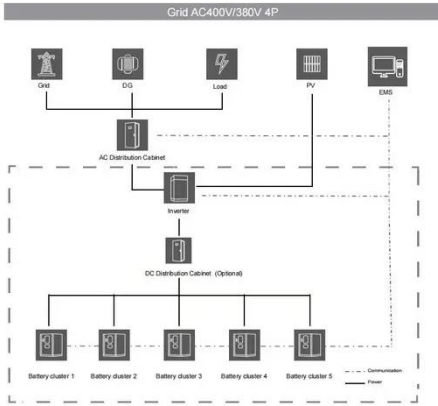 Grid AC400V/380V 4P
Grid
DG
Load
PV
EMS
AC Distribution Cabinet
Inverter
DC Distribution Cabinet (Optional)
Battery cluster 1
Battery cluster 2
Battery cluster 3
Battery cluster 4
Battery cluster 5
Communication
Power